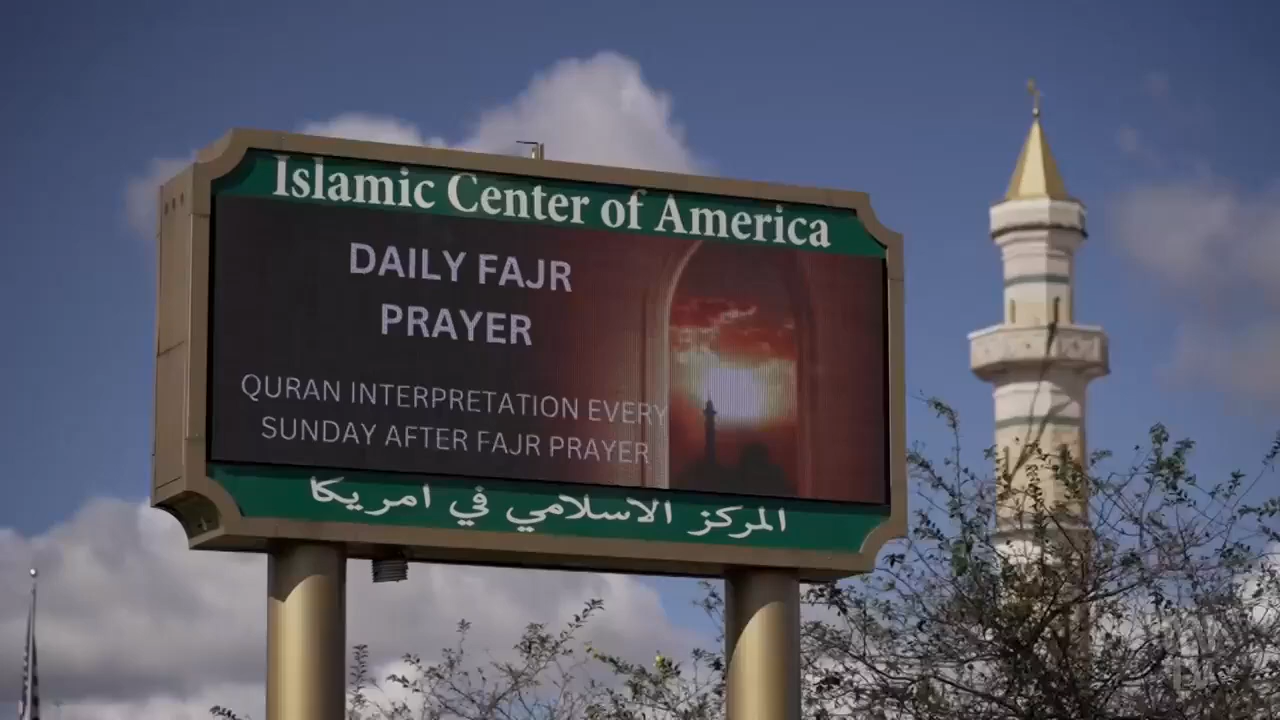 Islamic Center of America
DAILY FAJR
PRAYER
QURAN INTERPRETATION EVERY
SUNDAY AFTER FAJR PRAYER
المركز الاسلامي في امريكا